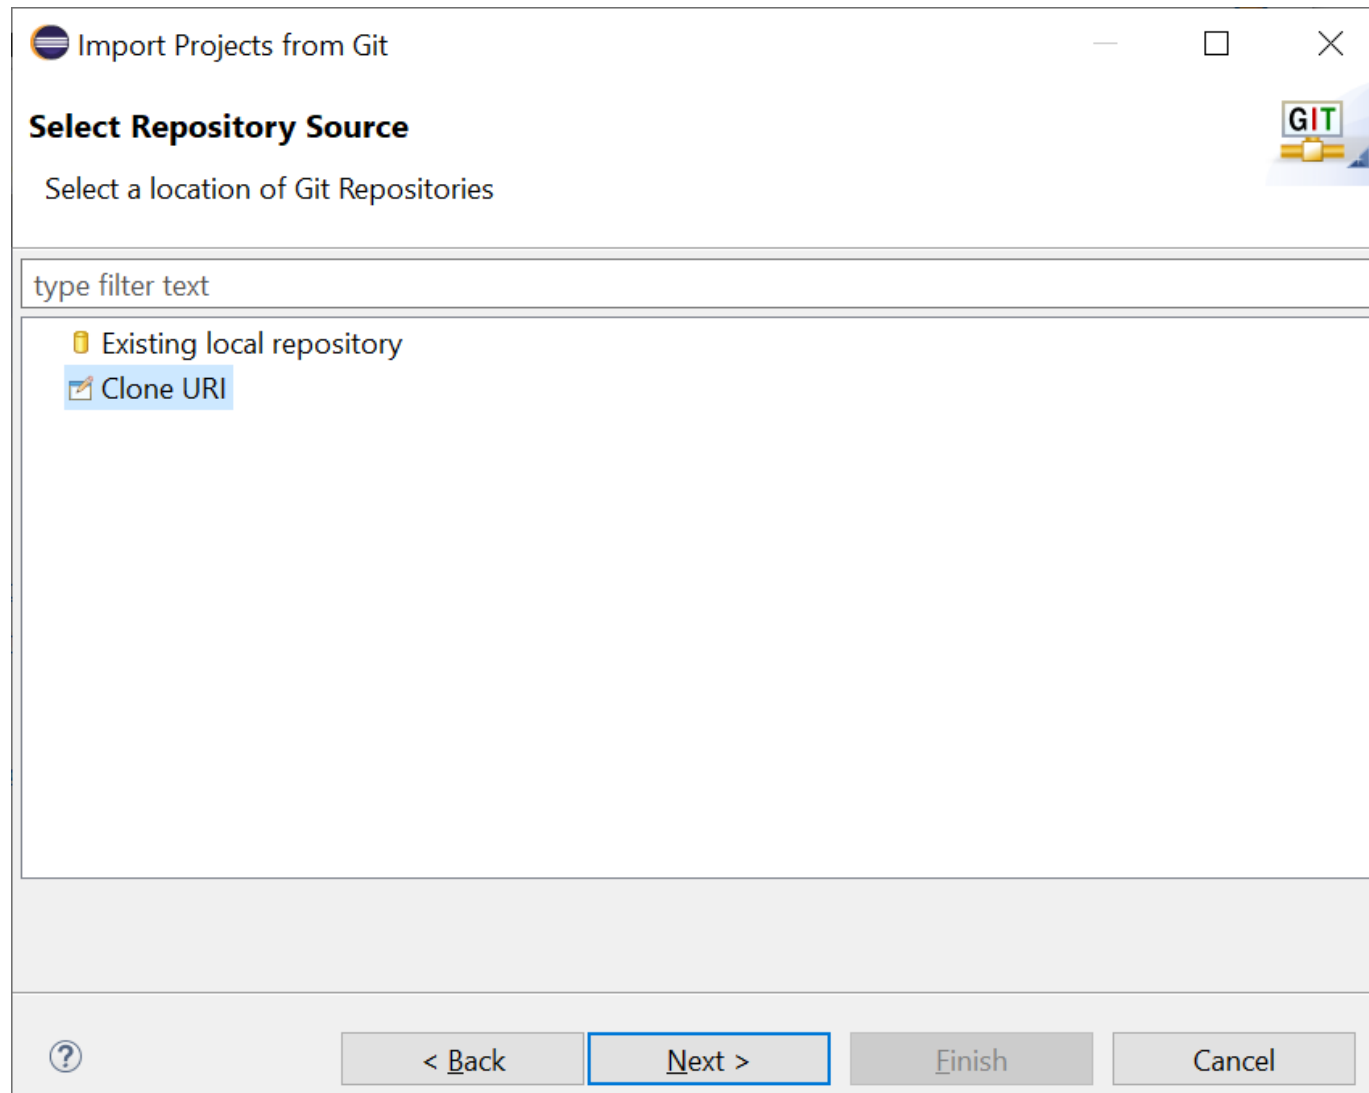 Import Projects from Git
Select Repository Source
GIT
Select a location of Git Repositories
type filter text
Existing local repository
Clone URI
? < Back Next > Finish Cancel